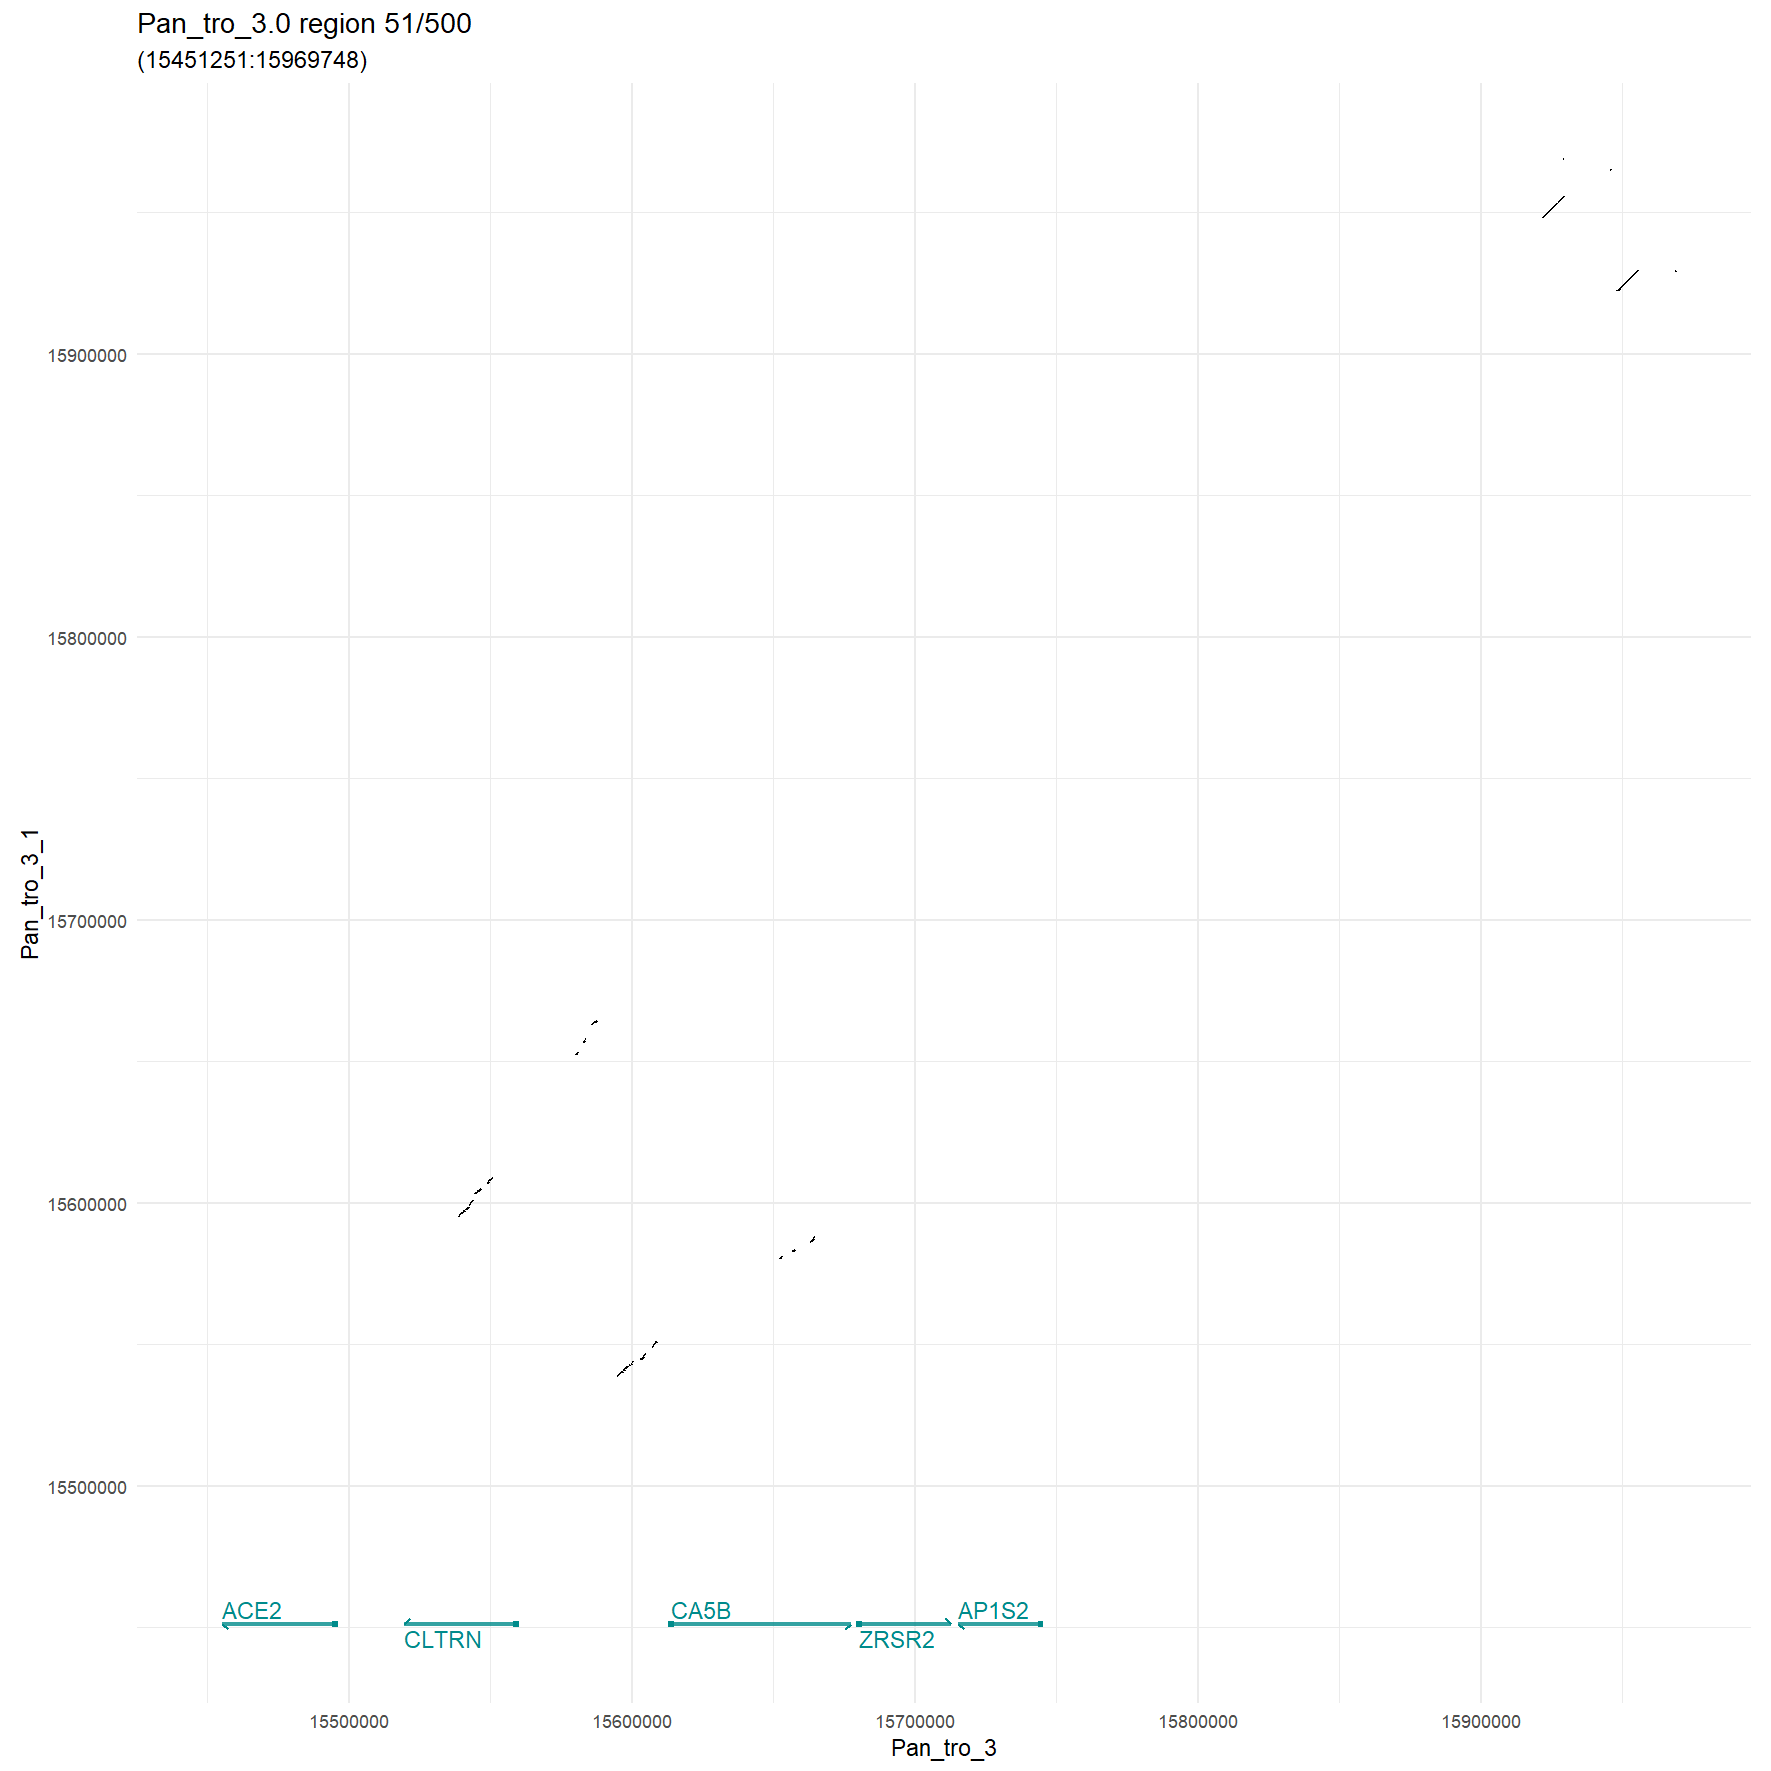 Pan_tro_3.0 region 51/500
(15451251:15969748)
15900000
15800000
15700000
15600000
15500000
Pan_tro_3_1
ACE2
CLTRN
CA5B
ZRSR2
AP1S2
15500000
15600000
15700000
15800000
15900000
Pan_tro_3